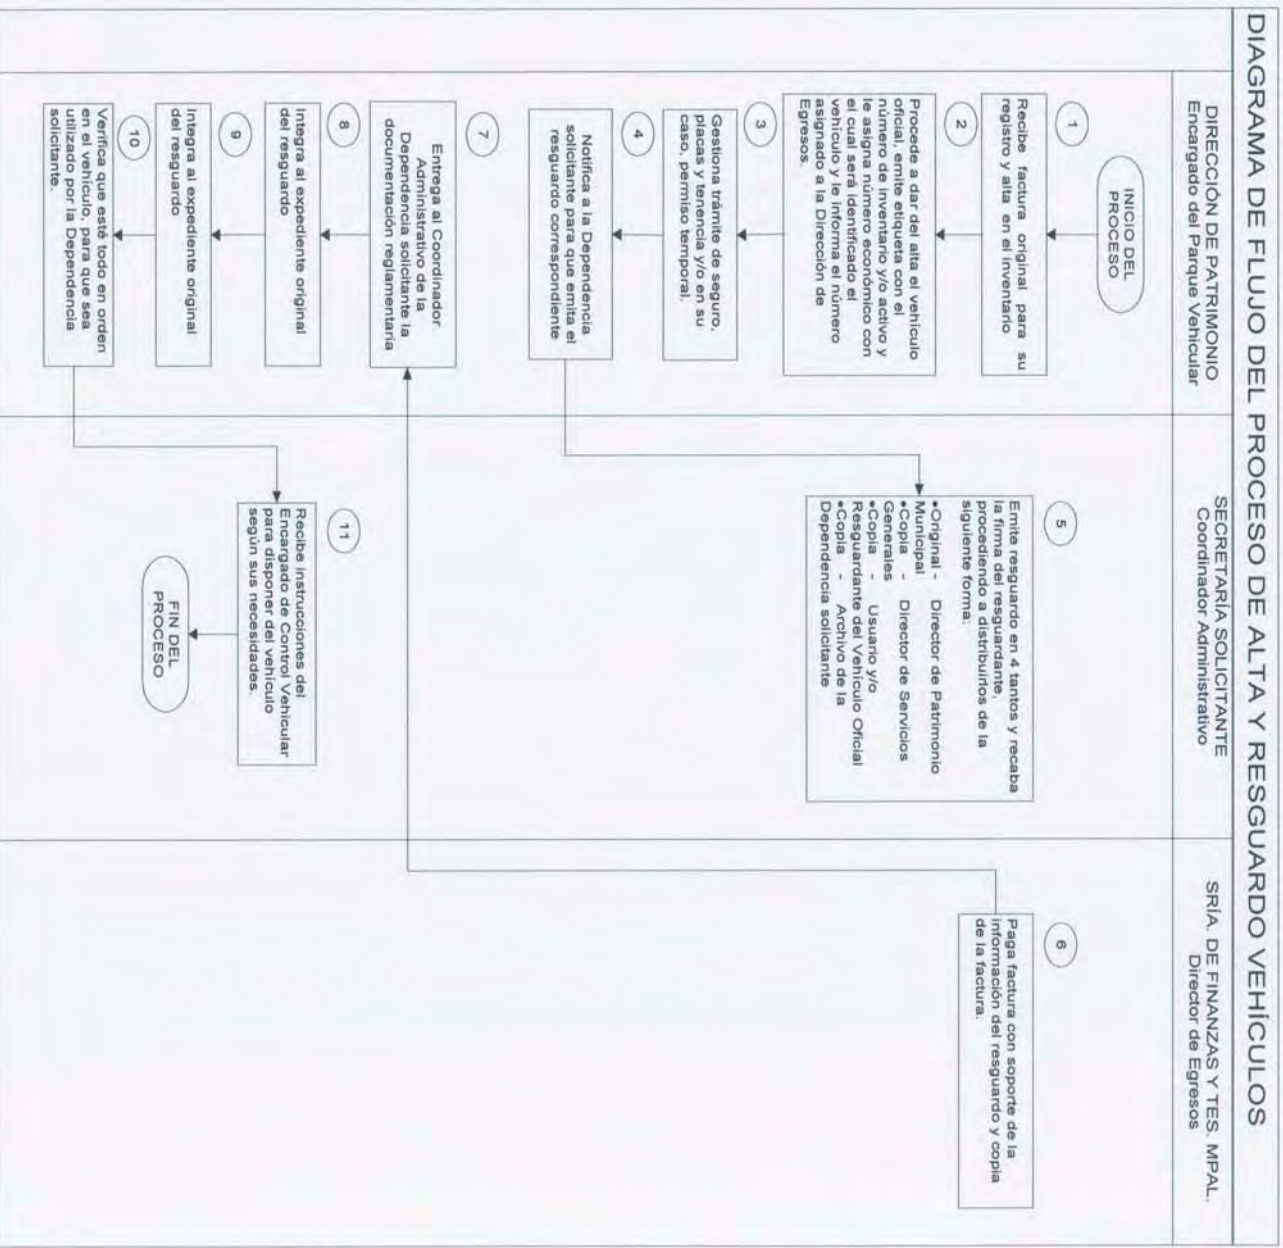 DIAGRAMA DE FLUJO DEL PROCESO DE ALTA Y RESGUARDO VEHÍCULOS
DIRECCIÓN DE PATRIMONIO
Encargado del Parque Vehicular
SECRETARÍA SOLICITANTE
Coordinador Administrativo
SRÍA. DE FINANZAS Y TES. MPAL.
Director de Egresos
INICIO DEL
PROCESO
1
Recibe factura original para su
registro y alta en el inventario
2
Procede a dar del alta el vehículo
oficial, emite etiqueta con el
número de inventario y/o activo y
le asigna número económico con
el cual será identificado el
vehículo y le informa el número
asignado a la Dirección de
Egresos.
3
Gestiona trámite de seguro,
placas y tenencia y/o en su
caso, permiso temporal.
4
Notifica a la Dependencia
solicitante para que emita el
resguardo correspondiente
5
Emite resguardo en 4 tantos y recaba
la firma del resguardante,
procediendo a distribuirlos de la
siguiente forma:
•Original - Director de Patrimonio
Municipal
•Copia - Director de Servicios
Generales
•Copia - Usuario y/o
Resguardante del Vehículo Oficial
•Copia - Archivo de la
Dependencia solicitante
6
Paga factura con soporte de la
información del resguardo y copia
de la factura.
7
Entrega al Coordinador
Administrativo de la
Dependencia solicitante la
documentación reglamentaria
8
Integra al expediente original
del resguardo
9
Integra al expediente original
del resguardo
10
Verifica que esté todo en orden
en el vehículo, para que sea
utilizado por la Dependencia
solicitante.
11
Recibe instrucciones del
Encargado de Control Vehicular
para disponer del vehículo
según sus necesidades.
FIN DEL
PROCESO